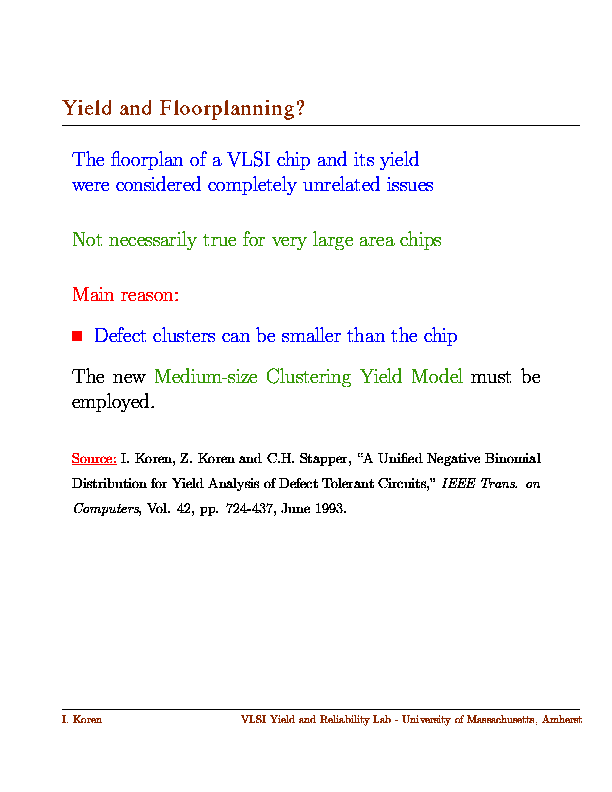 Yield and Floorplanning?
The floorplan of a VLSI chip and its yield
were considered completely unrelated issues
Not necessarily true for very large area chips
Main reason:
■ Defect clusters can be smaller than the chip
The new Medium-size Clustering Yield Model must be
employed.
Source: I. Koren, Z. Koren and C.H. Stapper, “A Unified Negative Binomial
Distribution for Yield Analysis of Defect Tolerant Circuits,” IEEE Trans. on
Computers, Vol. 42, pp. 724-437, June 1993.
I. Koren VLSI Yield and Reliability Lab - University of Massachusetts, Amherst